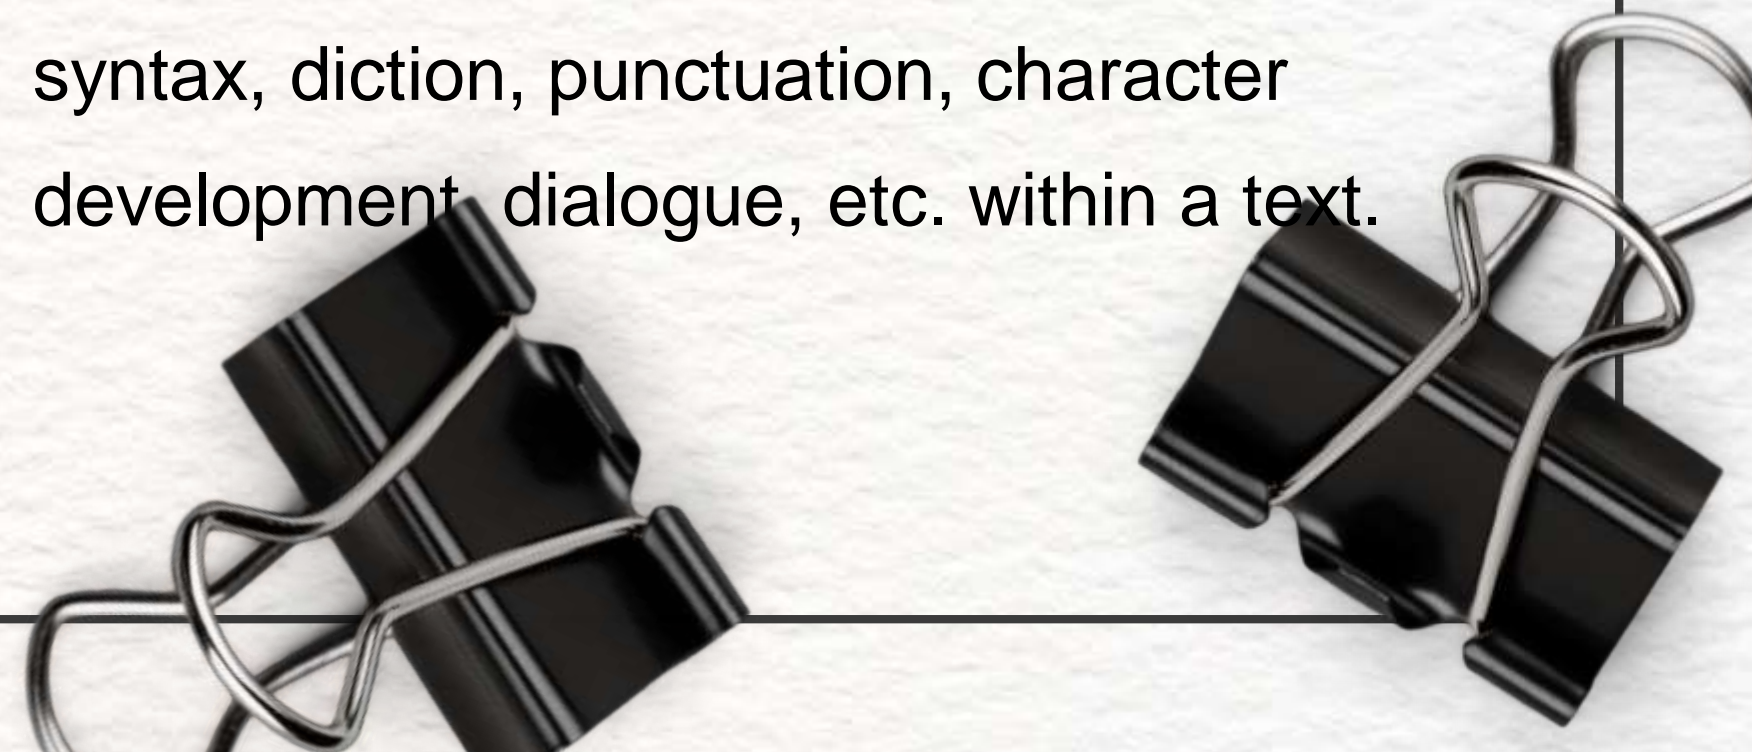 syntax, diction, punctuation, character
development, dialogue, etc. within a text.